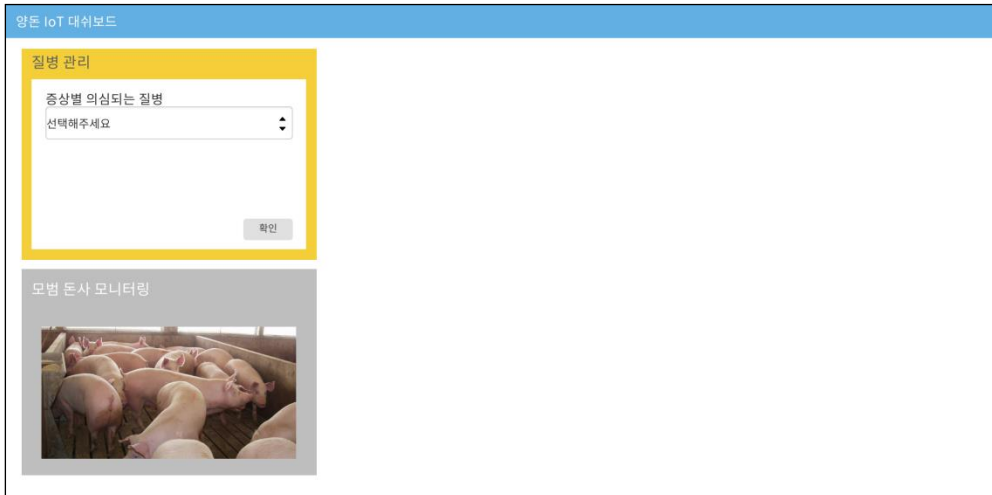 양돈 IoT 대쉬보드
질병 관리
증상별 의심되는 질병
선택해주세요
확인
모범 돈사 모니터링